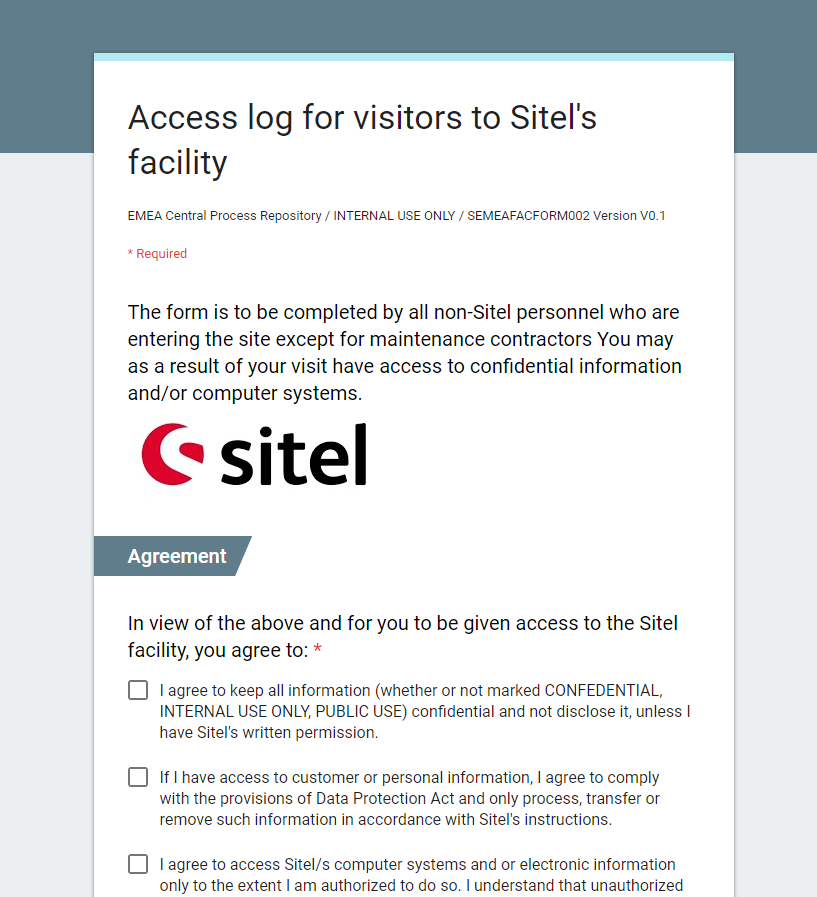 Access log for visitors to Sitel's
facility
EMEA Central Process Repository / INTERNAL USE ONLY / SEMEAFACFORM002 Version V0.1
* Required
The form is to be completed by all non-Sitel personnel who are
entering the site except for maintenance contractors You may
as a result of your visit have access to confidential information
and/or computer systems.
sitel
Agreement
In view of the above and for you to be given access to the Sitel
facility, you agree to: *
I agree to keep all information (whether or not marked CONFEDENTIAL,
INTERNAL USE ONLY, PUBLIC USE) confidential and not disclose it, unless I
have Sitel's written permission.
If I have access to customer or personal information, I agree to comply
with the provisions of Data Protection Act and only process, transfer or
remove such information in accordance with Sitel's instructions.
I agree to access Sitel/s computer systems and or electronic information
only to the extent I am authorized to do so. I understand that unauthorized